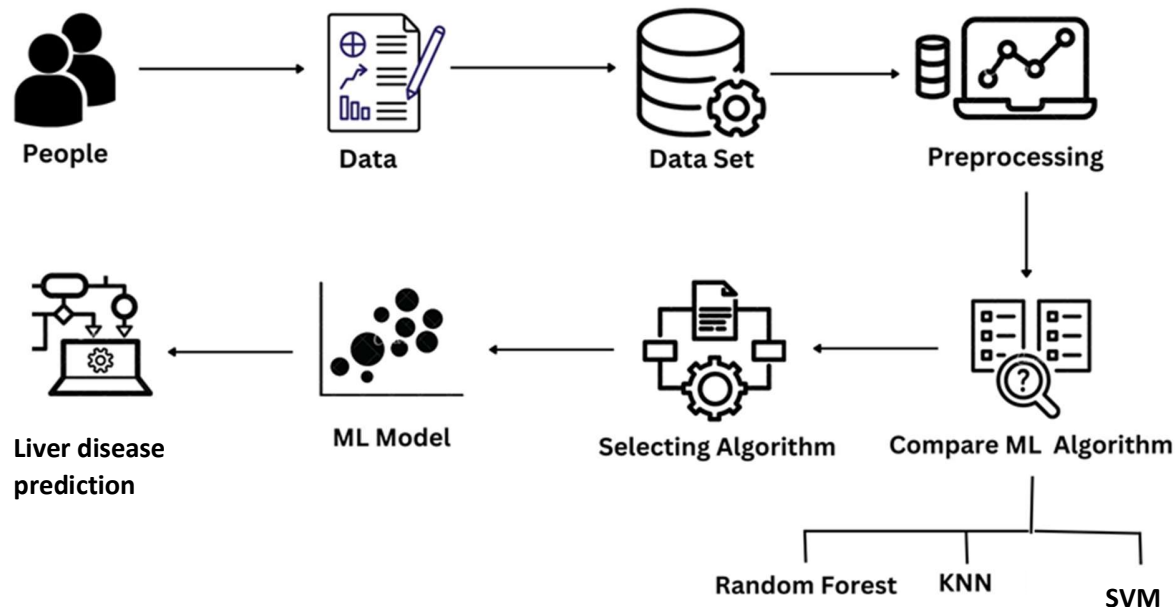 People
Data
Data Set
Preprocessing
Liver disease
prediction
ML Model
Selecting Algorithm
Compare ML Algorithm
?
Random Forest
KNN
SVM